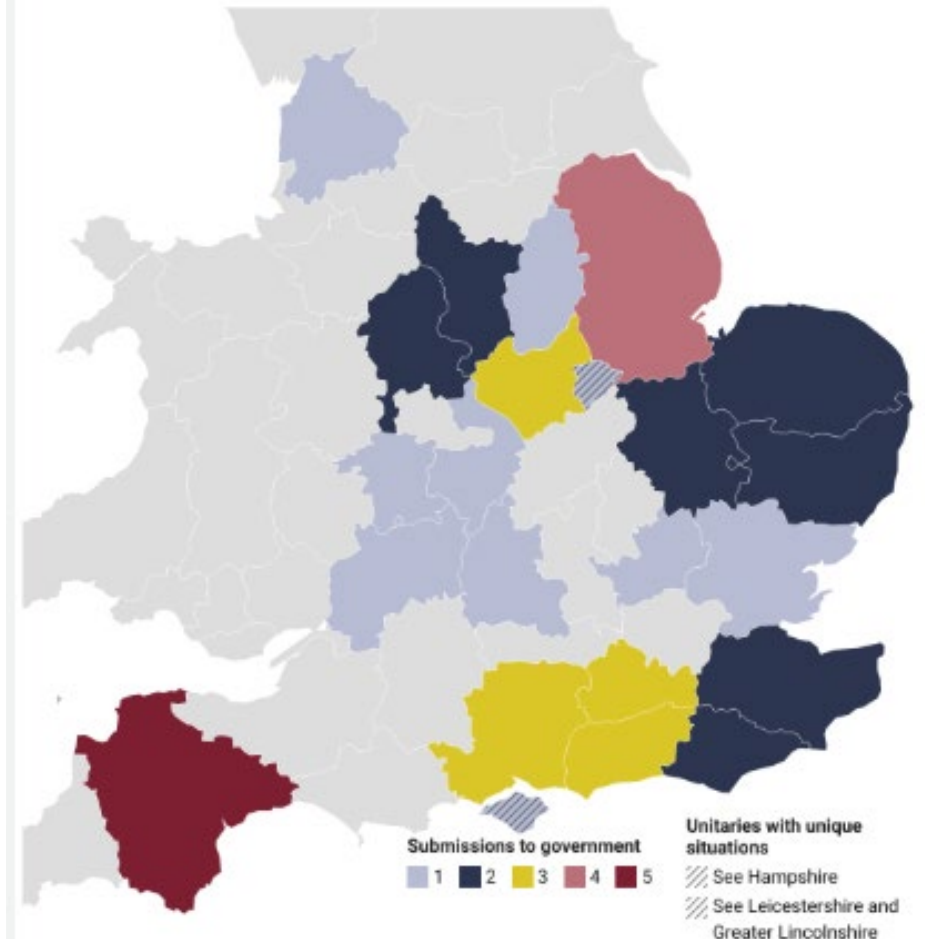 Submissions to government
1 2 3 4 5
Unitaries with unique
situations
See Hampshire
See Leicestershire and
Greater Lincolnshire